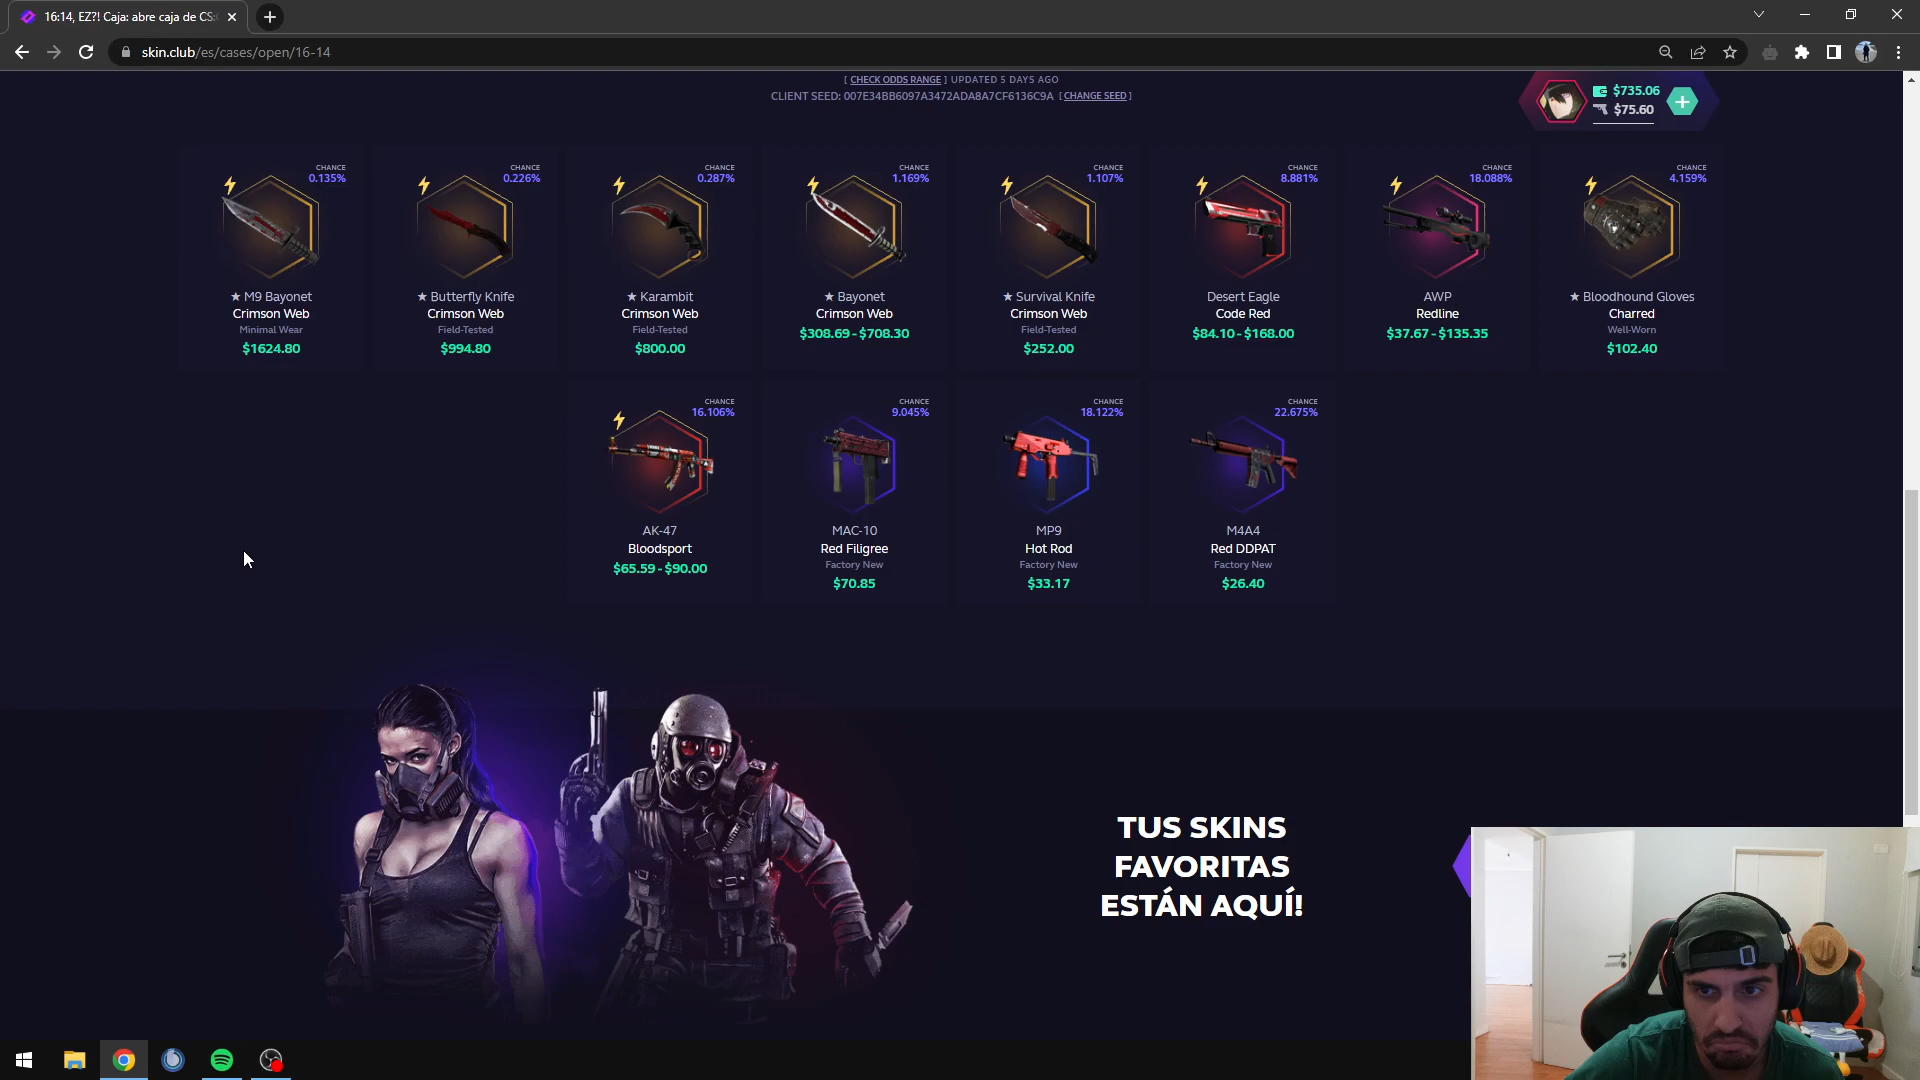 16:14, EZ?! Caja: abre caja de CS:
skin.club/es/cases/open/16-14
[ CHECK ODDS RANGE ] UPDATED 5 DAYS AGO
CLIENT SEED: 007E34BB6097A3472ADA8A7CF6136C9A [ CHANGE SEED ]
$735.06
$75.60
CHANCE
0.135%
★ M9 Bayonet
Crimson Web
Minimal Wear
$1624.80
CHANCE
0.226%
★ Butterfly Knife
Crimson Web
Field-Tested
$994.80
CHANCE
0.287%
★ Karambit
Crimson Web
Field-Tested
$800.00
CHANCE
1.169%
★ Bayonet
Crimson Web
$308.69 - $708.30
CHANCE
1.107%
★ Survival Knife
Crimson Web
Field-Tested
$252.00
CHANCE
8.881%
Desert Eagle
Code Red
$84.10 - $168.00
CHANCE
18.088%
AWP
Redline
$37.67 - $135.35
CHANCE
4.159%
★ Bloodhound Gloves
Charred
Well-Worn
$102.40
CHANCE
16.106%
AK-47
Bloodsport
$65.59 - $90.00
CHANCE
9.045%
MAC-10
Red Filigree
Factory New
$70.85
CHANCE
18.122%
MP9
Hot Rod
Factory New
$33.17
CHANCE
22.675%
M4A4
Red DDPAT
Factory New
$26.40
TUS SKINS
FAVORITAS
ESTÁN AQUÍ!